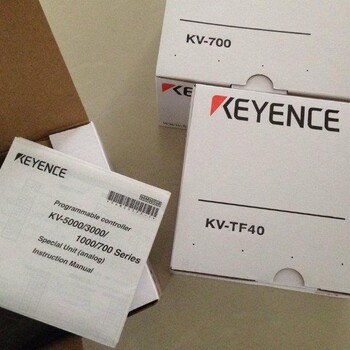 KV-700
KEYENCE
KEYENCE
KV-TF40
KEYENCE
Programmable controller
KV-5000/3000/
1000/700 Series
Special Unit (analog)
Instruction Manual